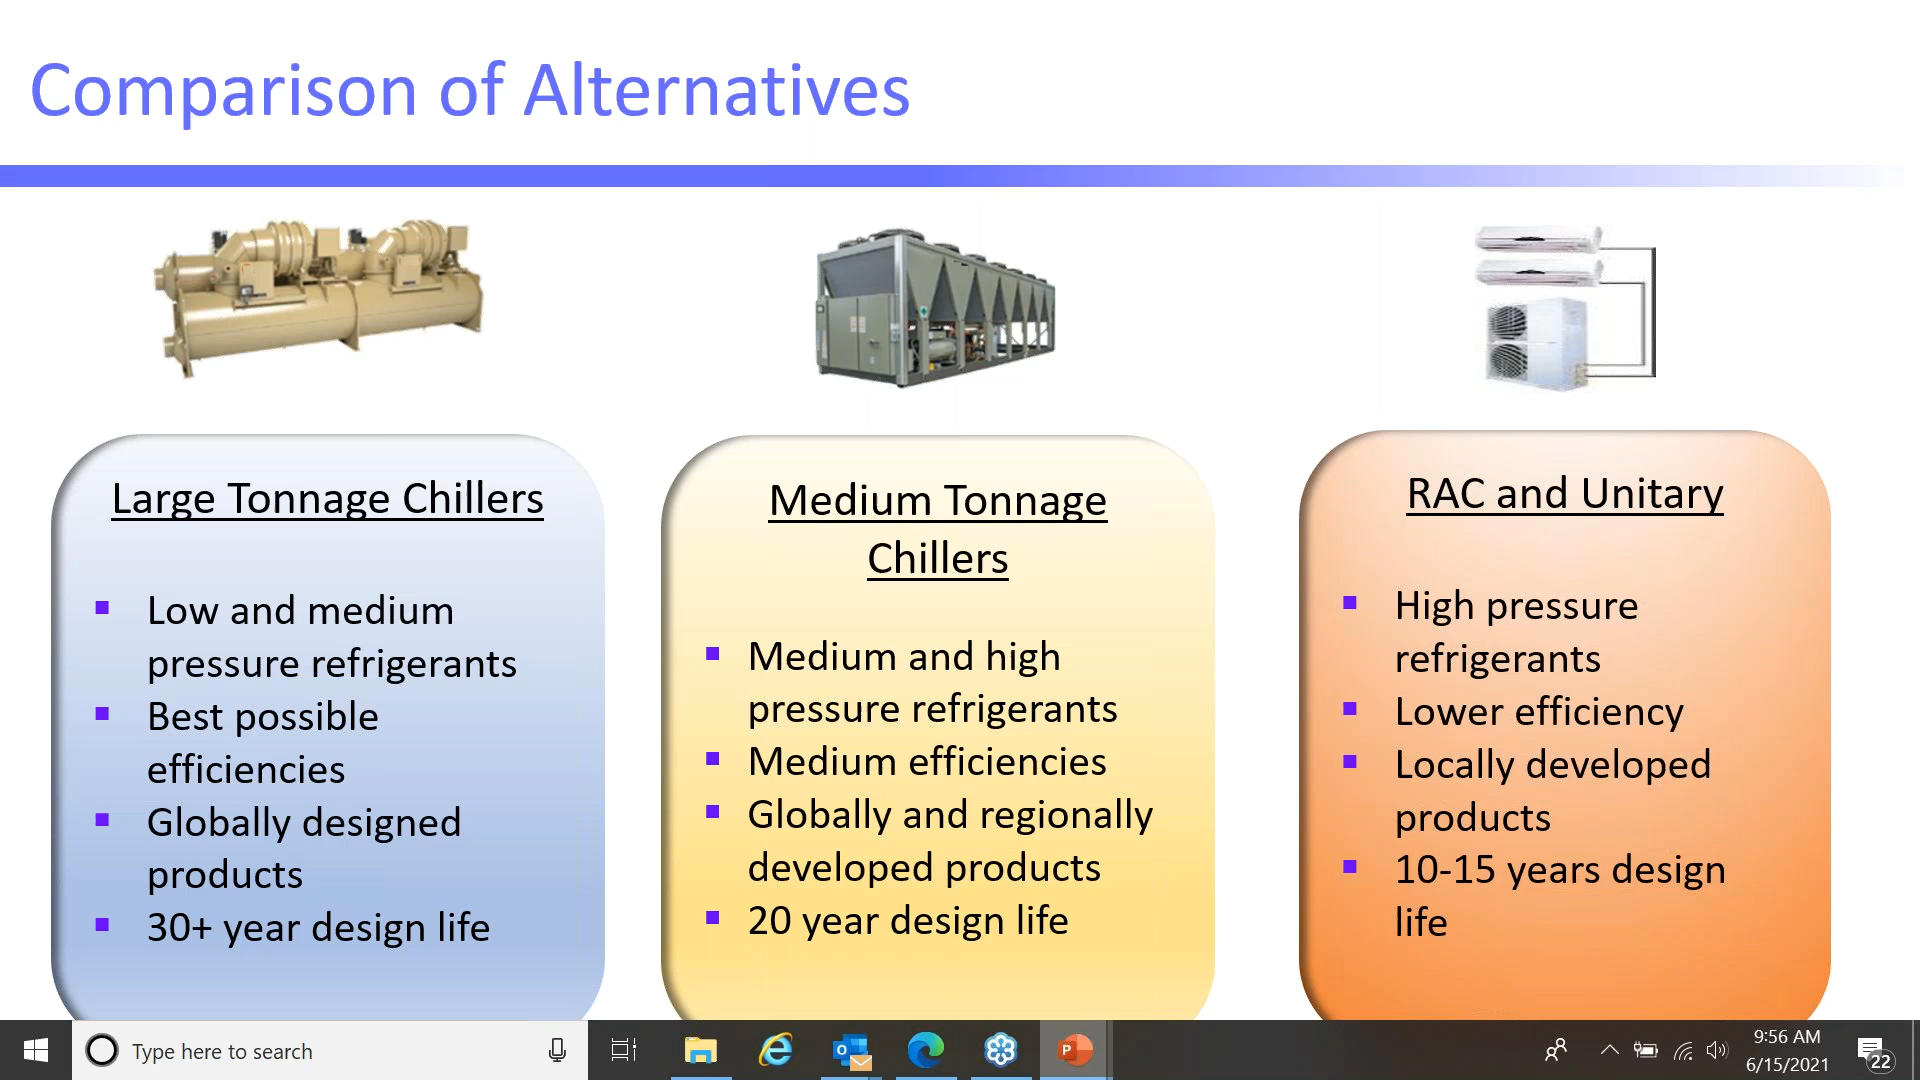 Comparison of Alternatives
Large Tonnage Chillers
Low and medium
pressure refrigerants
Best possible
efficiencies
Globally designed
products
30+ year design life
Medium Tonnage
Chillers
Medium and high
pressure refrigerants
Medium efficiencies
Globally and regionally
developed products
20 year design life
RAC and Unitary
High pressure
refrigerants
Lower efficiency
Locally developed
products
10-15 years design
life
Type here to search
9:56 AM
6/15/2021
22